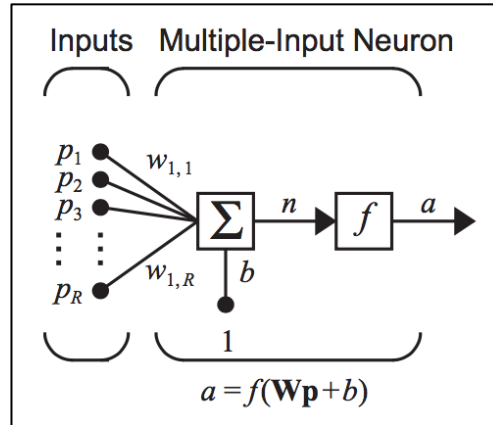 Inputs Multiple-Input Neuron
p1 w1,1
p2
p3 Σ n f a
⋮ ⋮
pR w1,R b
1
a = f(Wp+b)